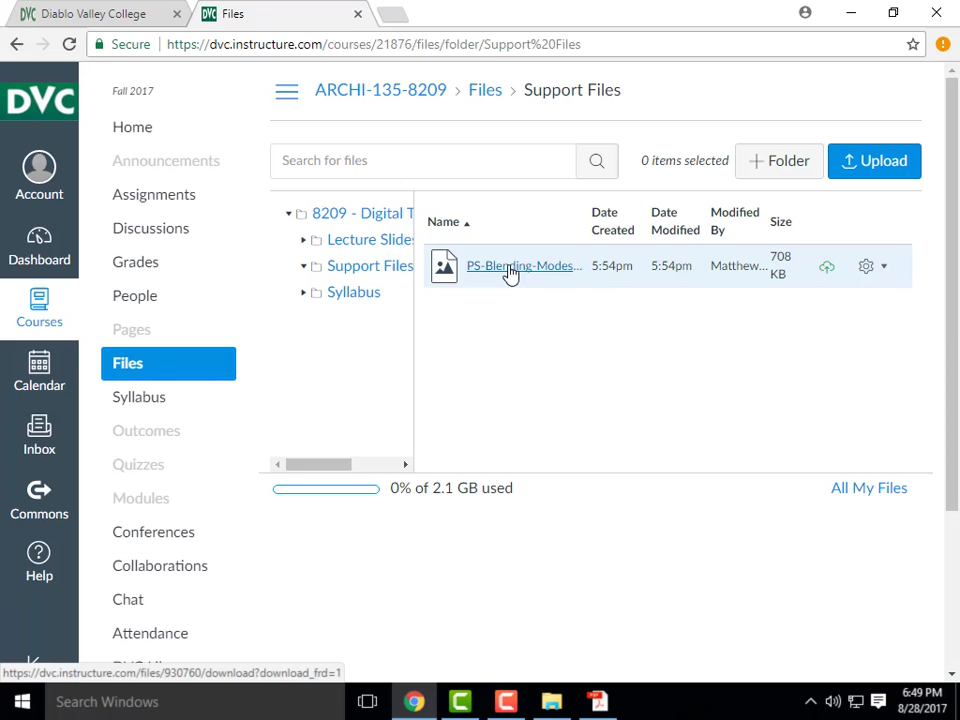 DVC Diablo Valley College
DVC Files
Secure https://dvc.instructure.com/courses/21876/files/folder/Support%20Files
DVC
Account
Dashboard
Courses
Calendar
Inbox
Commons
Help
Fall 2017
Home
Announcements
Assignments
Discussions
Grades
People
Pages
Files
Syllabus
Outcomes
Quizzes
Modules
Conferences
Collaborations
Chat
Attendance
ARCHI-135-8209 > Files > Support Files
Search for files
0 items selected
Folder
Upload
8209 - Digital T
Lecture Slides
Support Files
Syllabus
Name Date Created Date Modified Modified By Size
PS-Blending-Modes... 5:54pm 5:54pm Matthew... 708 KB
0% of 2.1 GB used
All My Files
https://dvc.instructure.com/files/930760/download?download_frd=1
Search Windows
6:49 PM
8/28/2017